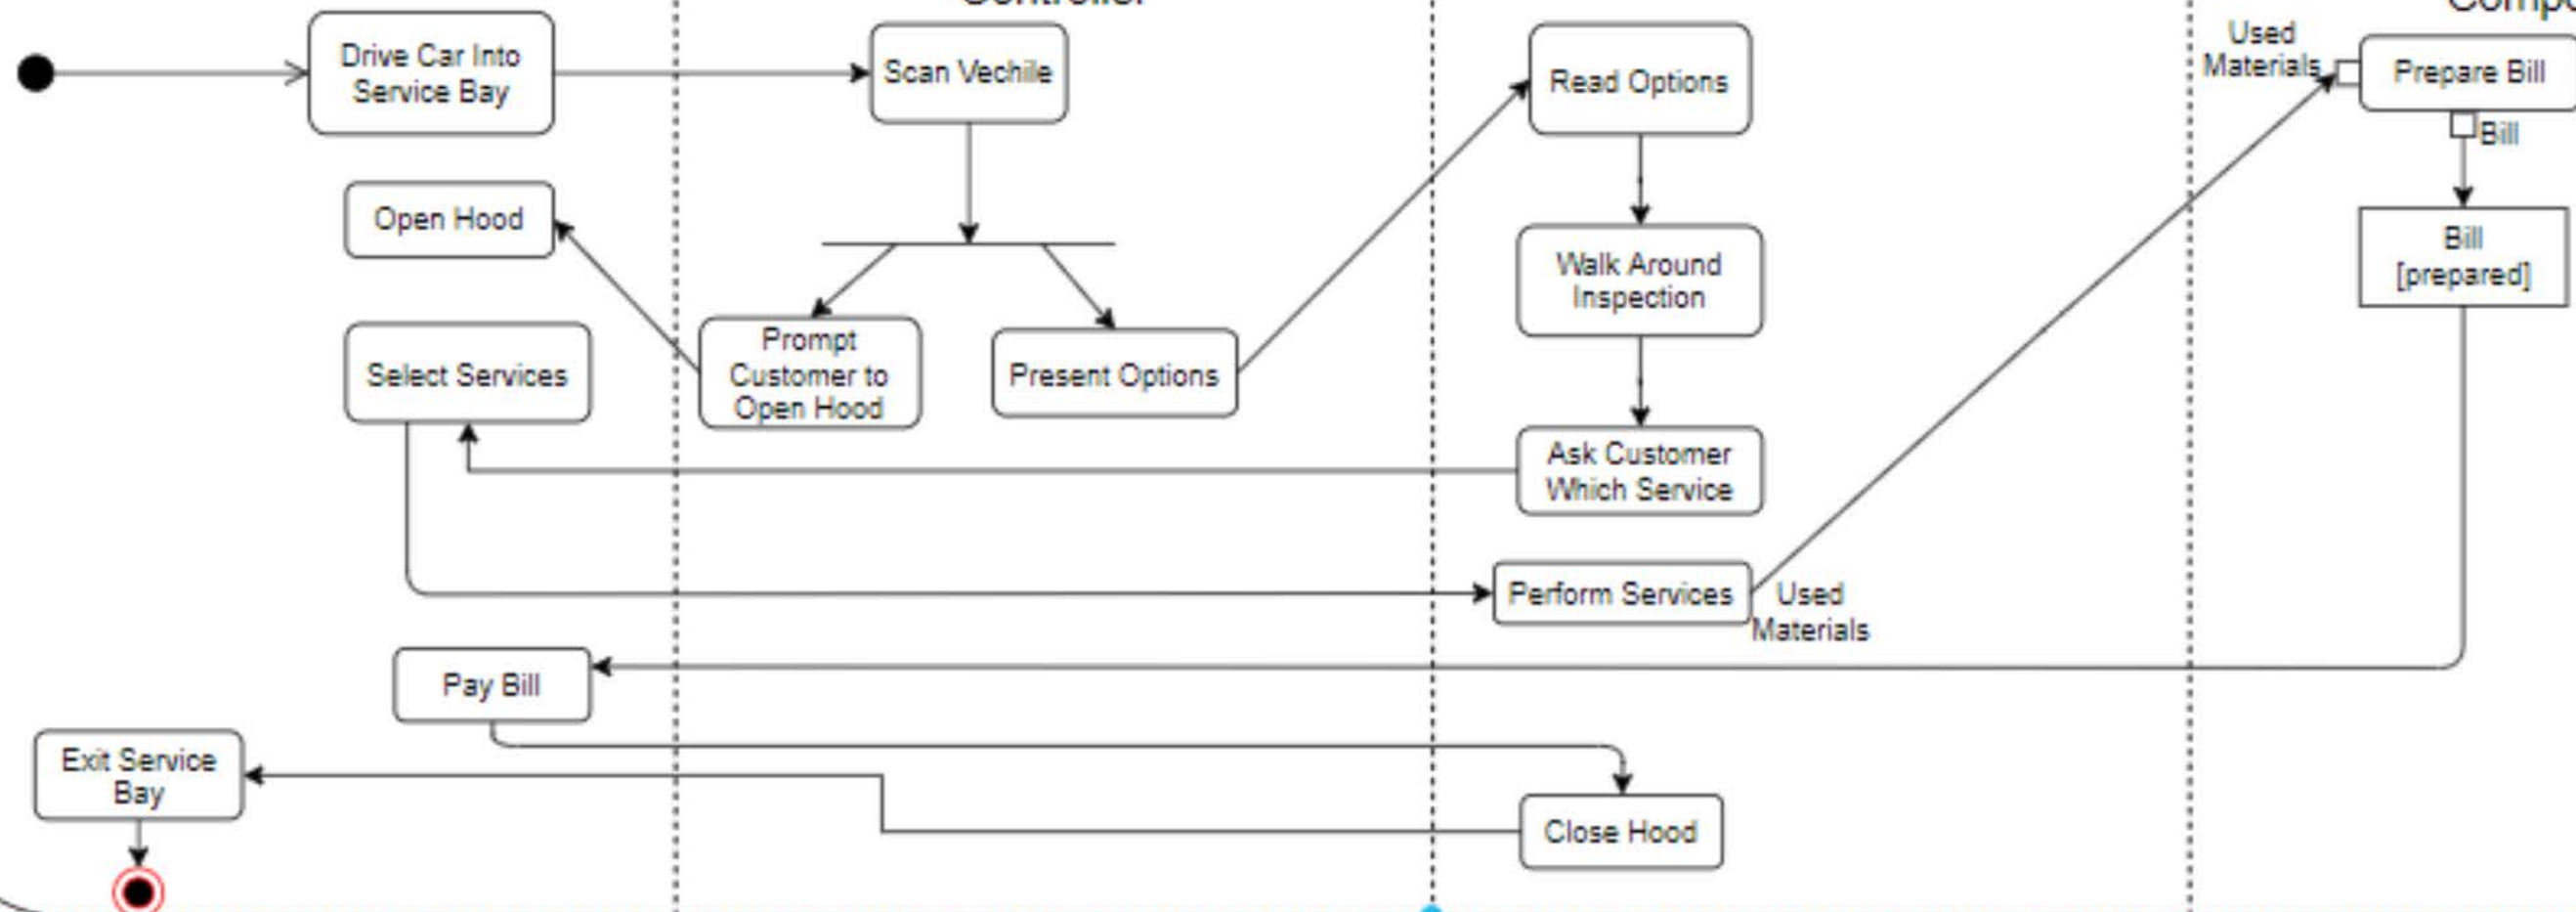 Drive Car Into
Service Bay
Scan Vechile
Read Options
Used
Materials
Prepare Bill
Bill
Open Hood
Walk Around
Inspection
Bill
[prepared]
Select Services
Prompt
Customer to
Open Hood
Present Options
Ask Customer
Which Service
Perform Services
Used
Materials
Pay Bill
Exit Service
Bay
Close Hood